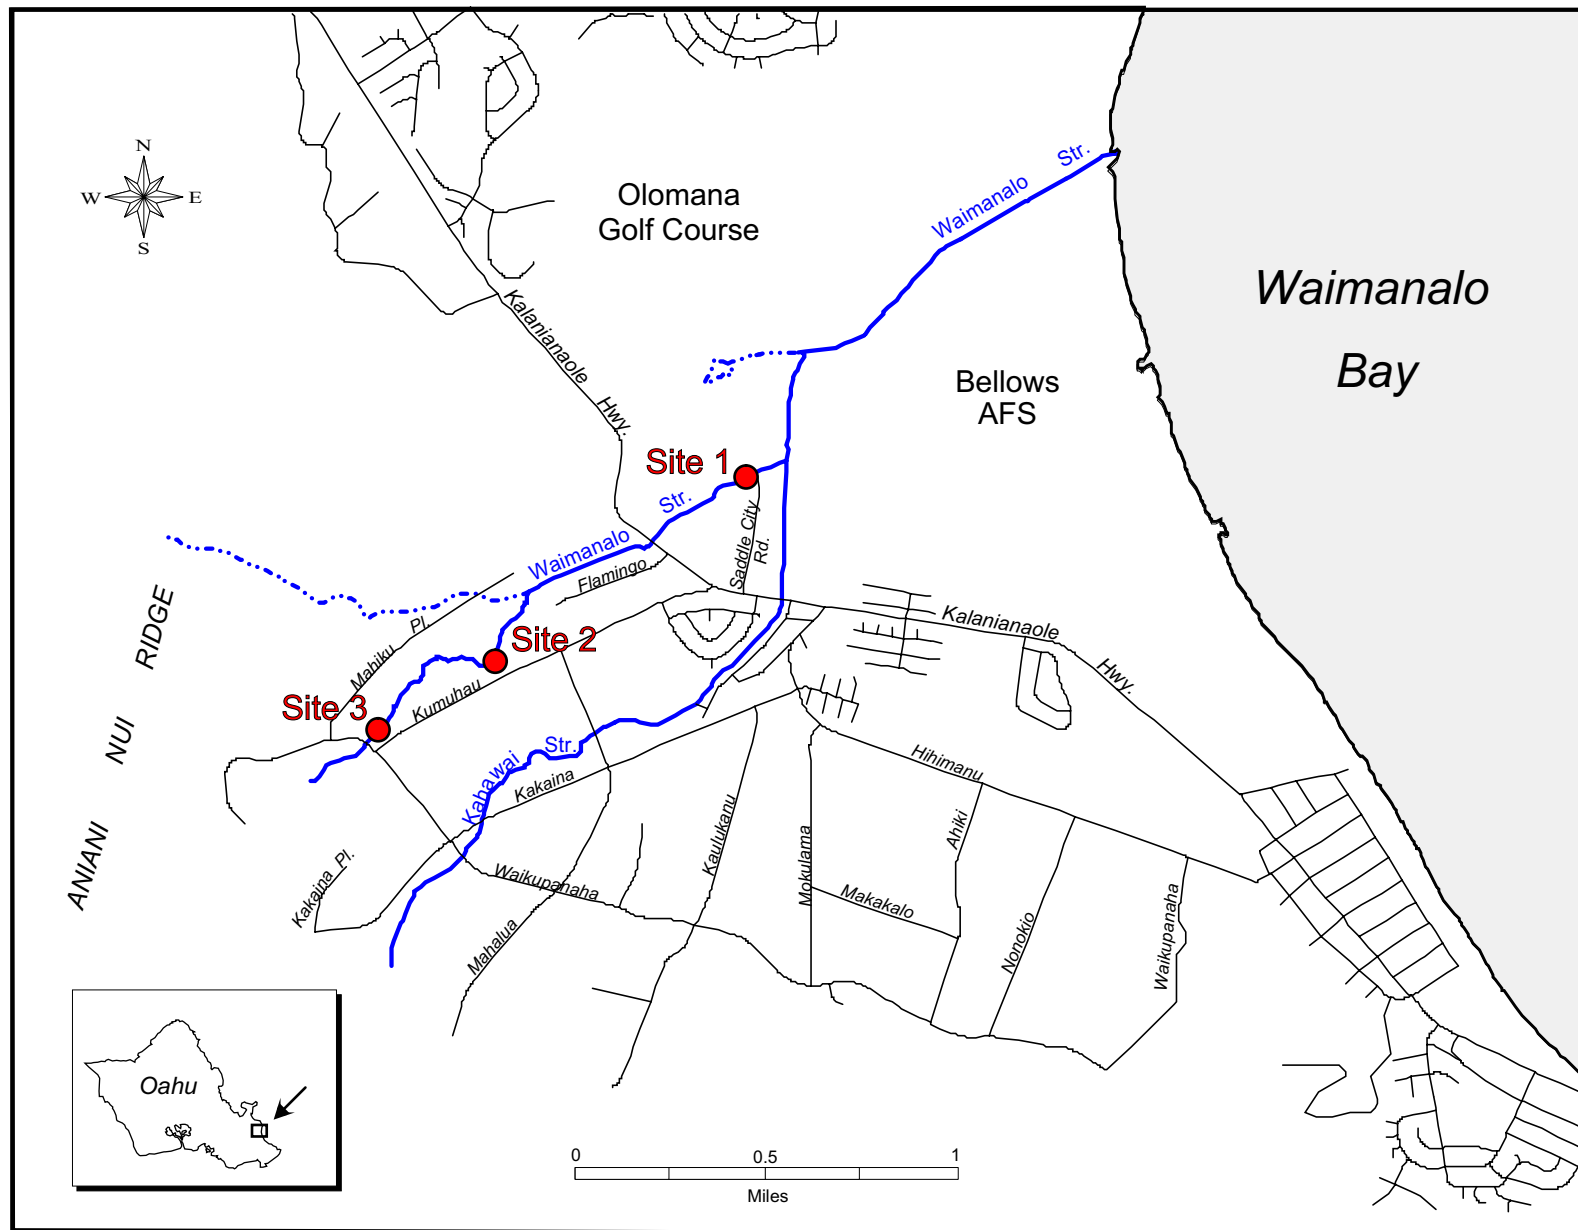 N
W
E
S
Olomana
Golf Course
Waimanalo
Str.
Waimanalo
Bay
Kalanianaole
Hwy.
Bellows
AFS
Site 1
Str.
Waimanalo
Saddle City
Rd.
Flamingo
Mahiku
Pl.
Site 2
Kumuhau
Site 3
Kalanianaole
Hwy.
ANIANI
NUI
RIDGE
Kahawai
Str.
Kakaina
Hihimanu
Ahiki
Kaulukanu
Mokulama
Makakalo
Kakaina Pl.
Waikupanaha
Mahalua
Nonokio
Waikupanaha
Oahu
0
0.5
1
Miles